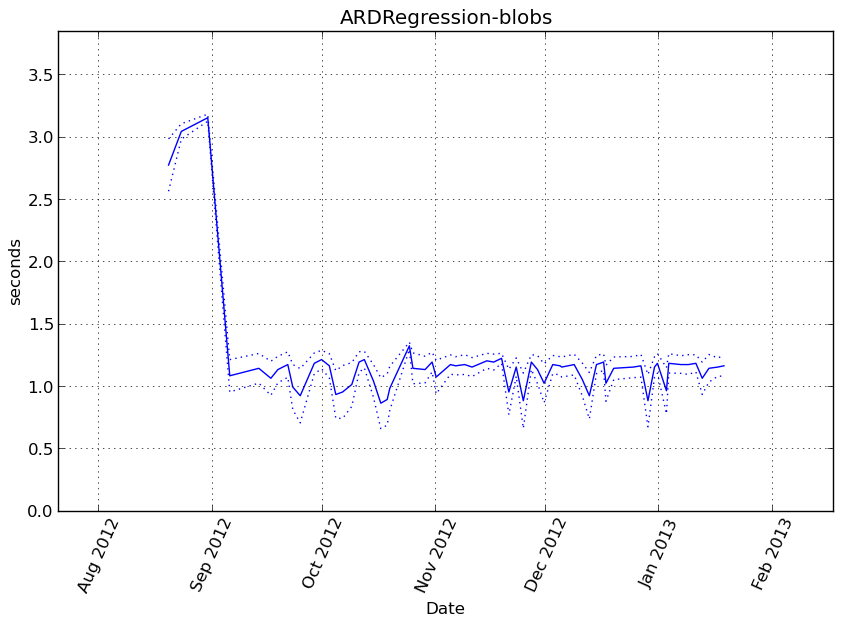 ARDRegression-blobs
3.5
3.0
2.5
2.0
1.5
1.0
0.5
0.0
seconds
Aug 2012
Sep 2012
Oct 2012
Nov 2012
Dec 2012
Jan 2013
Feb 2013
Date